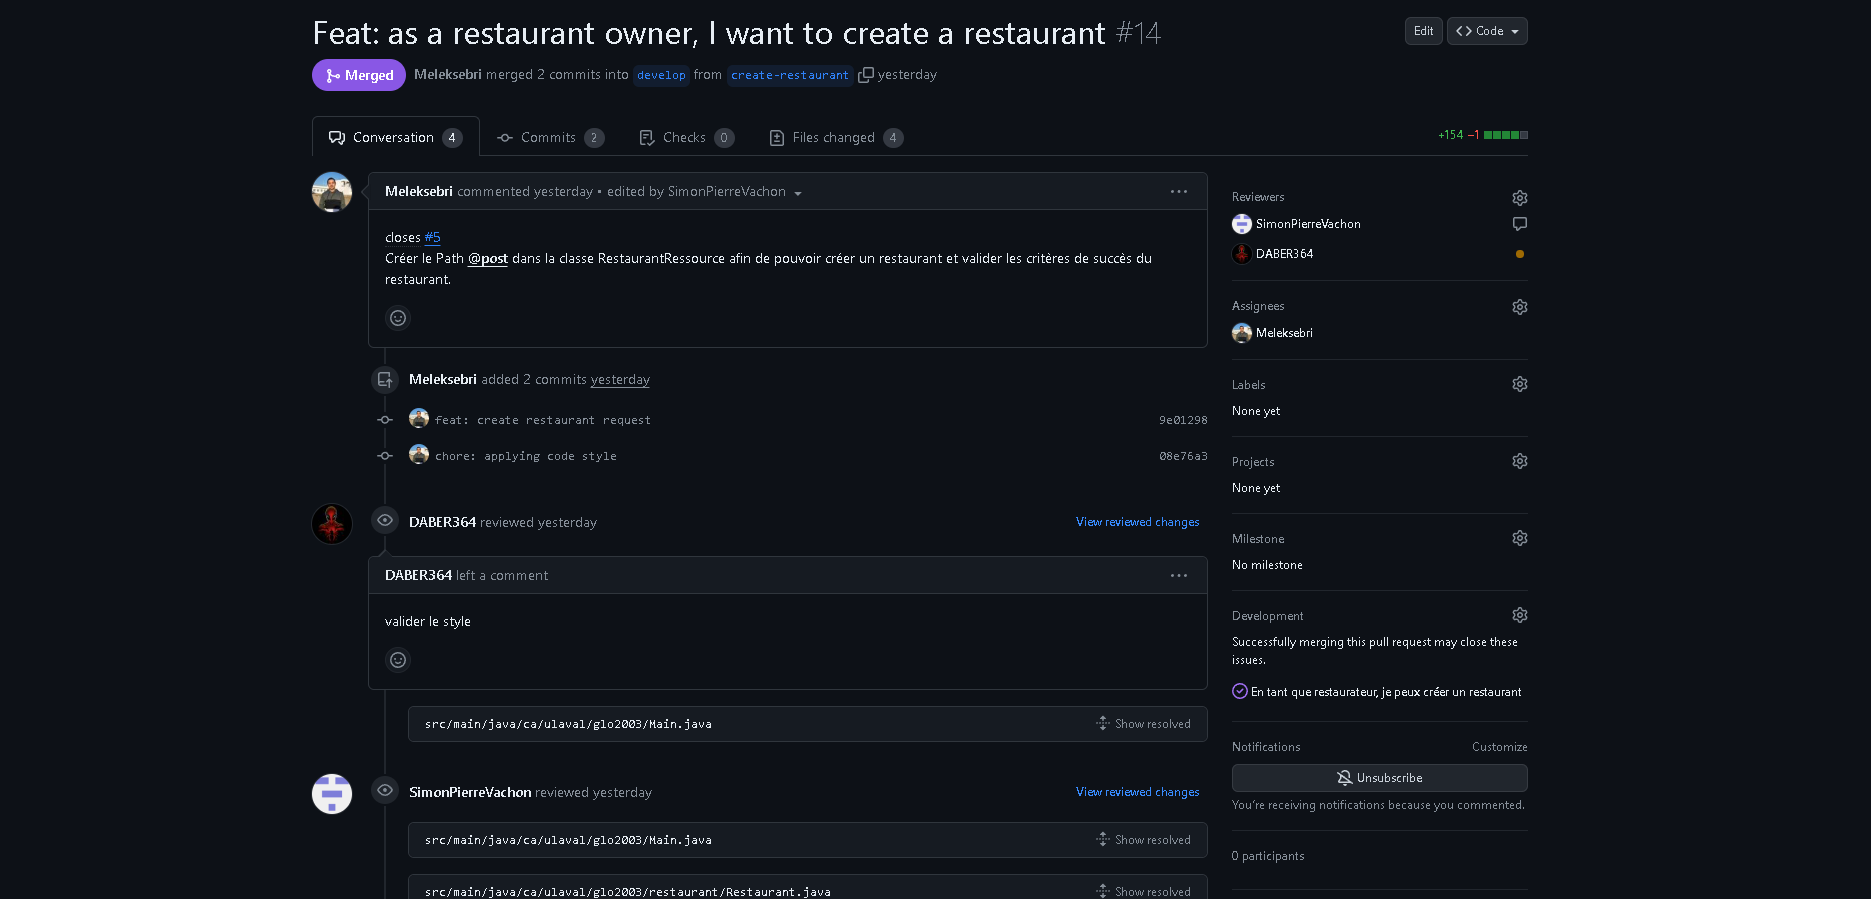 Feat: as a restaurant owner, I want to create a restaurant #14
Edit
Code
Merged
Meleksebri merged 2 commits into develop from create-restaurant yesterday
Conversation 4
Commits 2
Checks 0
Files changed 4
+154 −1
Meleksebri commented yesterday • edited by SimonPierreVachon
closes #5
Créer le Path @post dans la classe RestaurantRessource afin de pouvoir créer un restaurant et valider les critères de succès du
restaurant.
Meleksebri added 2 commits yesterday
feat: create restaurant request 9e01298
chore: applying code style 08e76a3
DABER364 reviewed yesterday
View reviewed changes
DABER364 left a comment
valider le style
src/main/java/ca/ulaval/glo2003/Main.java Show resolved
SimonPierreVachon reviewed yesterday
View reviewed changes
src/main/java/ca/ulaval/glo2003/Main.java Show resolved
src/main/java/ca/ulaval/glo2003/restaurant/Restaurant.java Show resolved
Reviewers
SimonPierreVachon
DABER364
Assignees
Meleksebri
Labels
None yet
Projects
None yet
Milestone
No milestone
Development
Successfully merging this pull request may close these
issues.
En tant que restaurateur, je peux créer un restaurant
Notifications Customize
Unsubscribe
You're receiving notifications because you commented.
0 participants